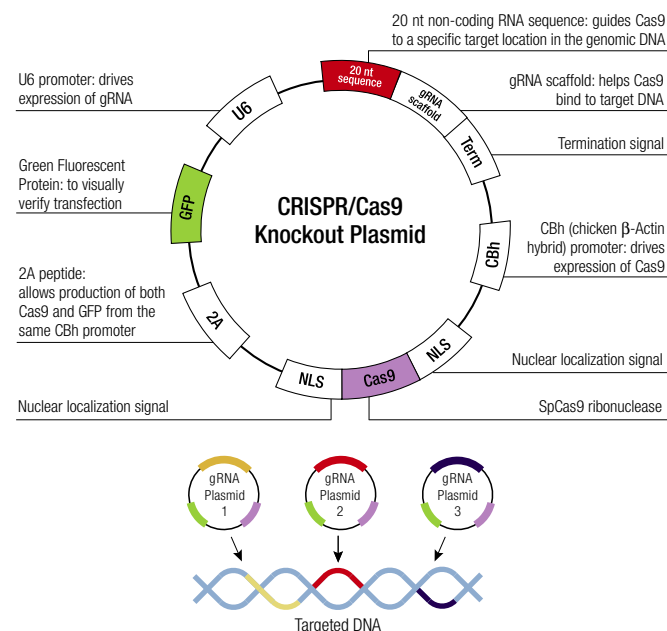 20 nt non-coding RNA sequence: guides Cas9
to a specific target location in the genomic DNA
U6 promoter: drives
expression of gRNA
gRNA scaffold: helps Cas9
bind to target DNA
Termination signal
Green Fluorescent
Protein: to visually
verify transfection
CBh (chicken β-Actin
hybrid) promoter: drives
expression of Cas9
2A peptide:
allows production of both
Cas9 and GFP from the
same CBh promoter
Nuclear localization signal
Nuclear localization signal
SpCas9 ribonuclease
20 nt
sequence
gRNA
scaffold
Term
CBh
NLS
Cas9
NLS
2A
GFP
U6
CRISPR/Cas9
Knockout Plasmid
gRNA
Plasmid
1
gRNA
Plasmid
2
gRNA
Plasmid
3
Targeted DNA